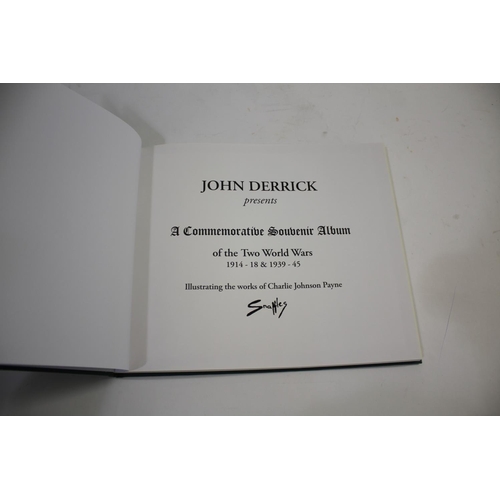 JOHN DERRICK
presents
A Commemorative Souvenir Album
of the Two World Wars
1914 - 18 & 1939 - 45
Illustrating the works of Charlie Johnson Payne
Snaffles